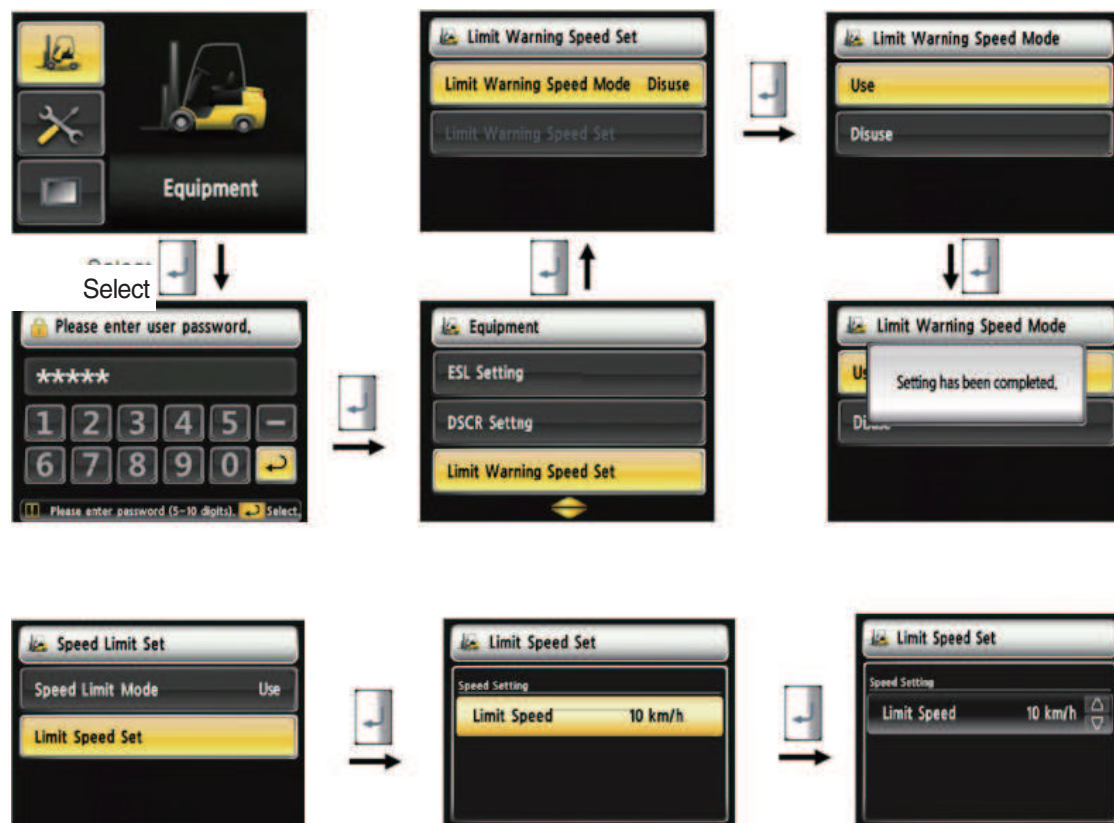 Equipment
Select
Please enter user password.
*****
1 2 3 4 5 -
6 7 8 9 0
Please enter password (5-10 digits). Select.
Equipment
ESL Setting
DSCR Settng
Limit Warning Speed Set
Limit Warning Speed Set
Limit Warning Speed Mode Disuse
Limit Warning Speed Set
Limit Warning Speed Mode
Use
Disuse
Limit Warning Speed Mode
Us
Setting has been completed.
Speed Limit Set
Speed Limit Mode Use
Limit Speed Set
Limit Speed Set
Speed Setting
Limit Speed 10 km/h
Limit Speed Set
Speed Setting
Limit Speed 10 km/h